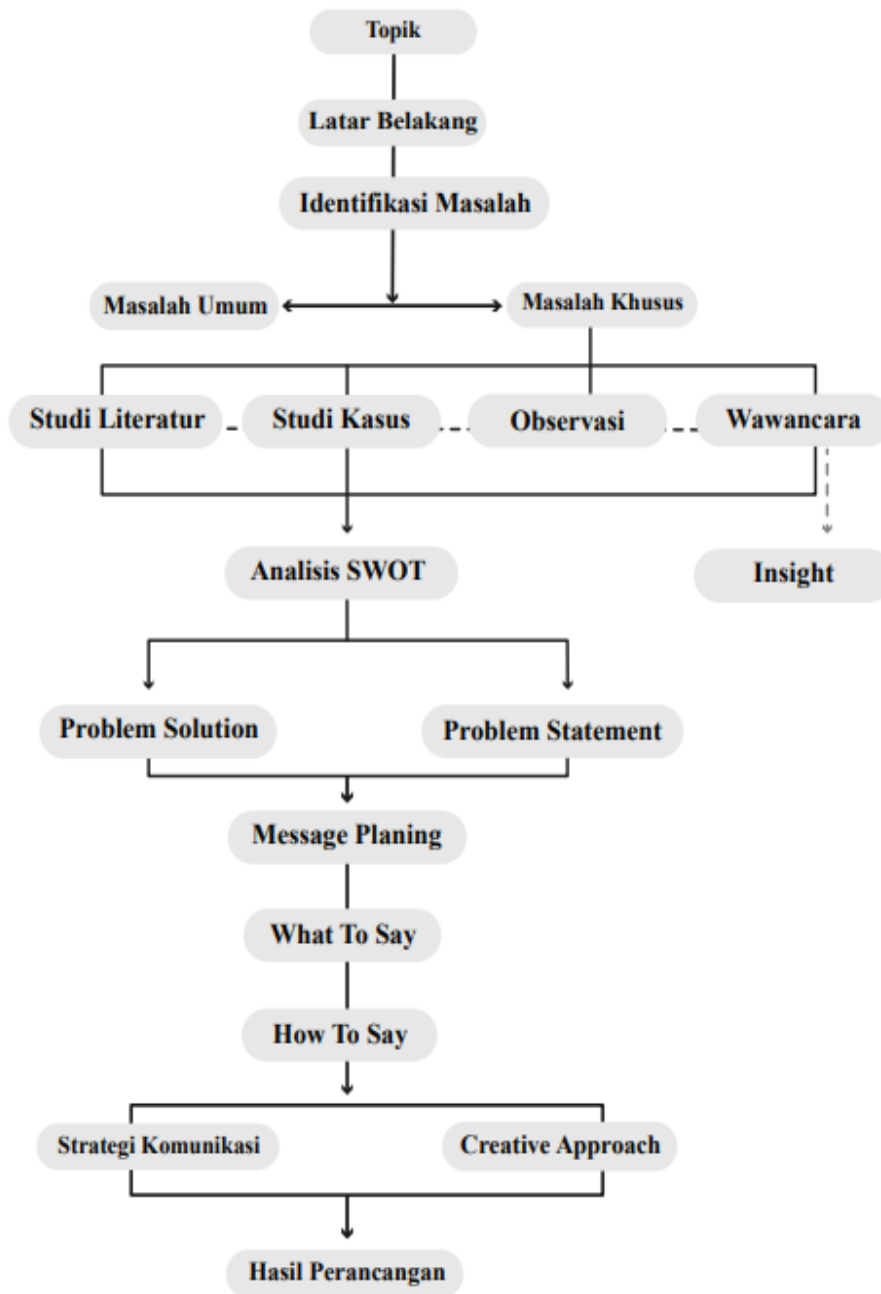 Topik
Latar Belakang
Identifikasi Masalah
Masalah Umum
Masalah Khusus
Studi Literatur
Studi Kasus
Observasi
Wawancara
Analisis SWOT
Insight
Problem Solution
Problem Statement
Message Planing
What To Say
How To Say
Strategi Komunikasi
Creative Approach
Hasil Perancangan